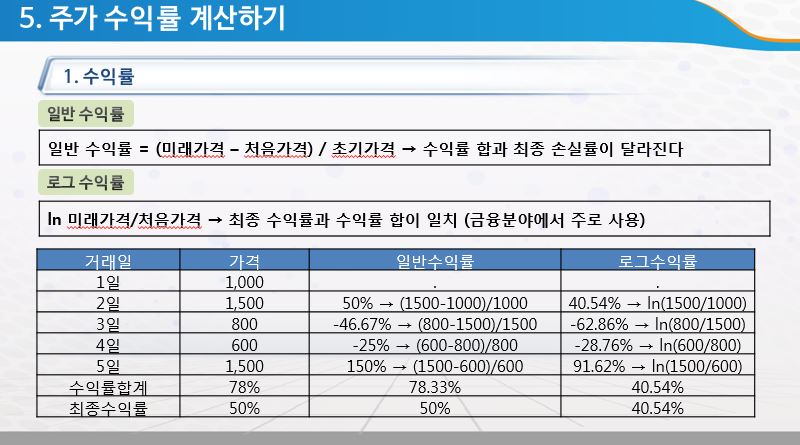 5. 주가 수익률 계산하기
1. 수익률
일반 수익률
일반 수익률 = (미래가격 – 처음가격) / 초기가격 → 수익률 합과 최종 손실률이 달라진다
로그 수익률
ln 미래가격/처음가격 → 최종 수익률과 수익률 합이 일치 (금융분야에서 주로 사용)
거래일 가격 일반수익률 로그수익률
1일 1,000 . .
2일 1,500 50% → (1500-1000)/1000 40.54% → ln(1500/1000)
3일 800 -46.67% → (800-1500)/1500 -62.86% → ln(800/1500)
4일 600 -25% → (600-800)/800 -28.76% → ln(600/800)
5일 1,500 150% → (1500-600)/600 91.62% → ln(1500/600)
수익률합계 78% 78.33% 40.54%
최종수익률 50% 50% 40.54%